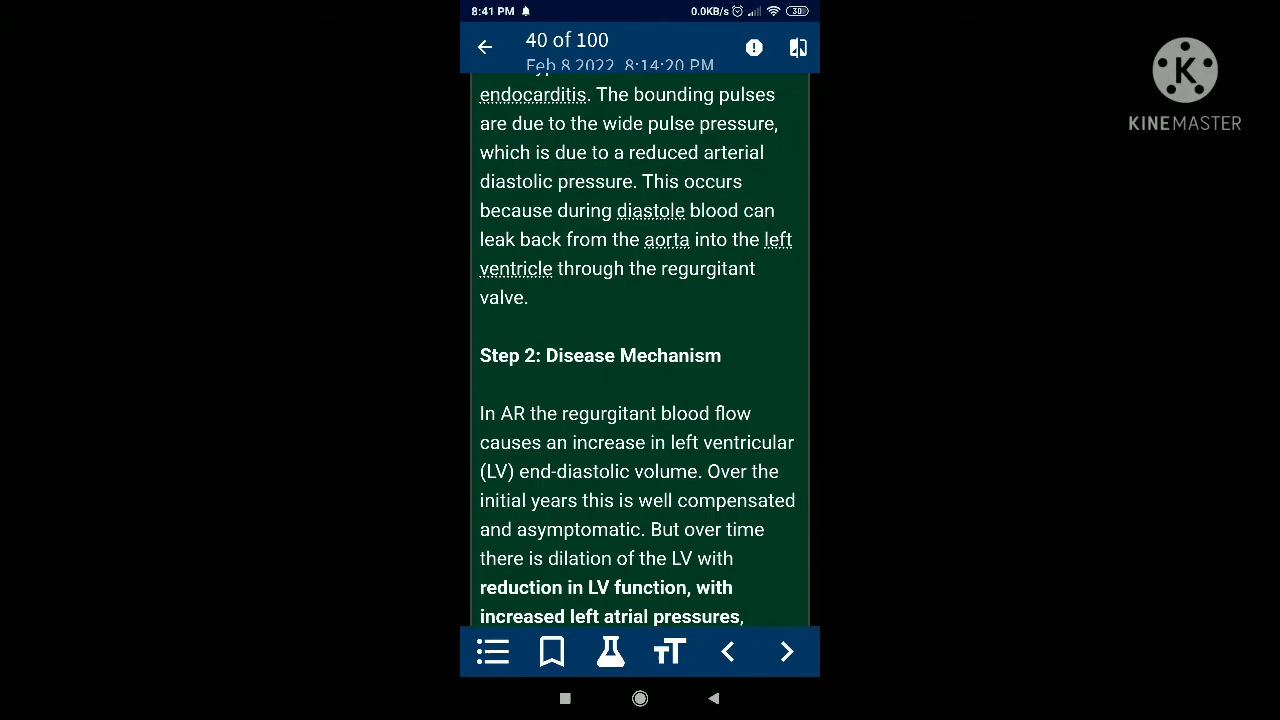 8:41 PM
0.0KB/s
30
40 of 100
Feb 8 2022, 8:14:20 PM
endocarditis. The bounding pulses
are due to the wide pulse pressure,
which is due to a reduced arterial
diastolic pressure. This occurs
because during diastole blood can
leak back from the aorta into the left
ventricle through the regurgitant
valve.
Step 2: Disease Mechanism
In AR the regurgitant blood flow
causes an increase in left ventricular
(LV) end-diastolic volume. Over the
initial years this is well compensated
and asymptomatic. But over time
there is dilation of the LV with
reduction in LV function, with
increased left atrial pressures,
TT
K
KINEMASTER